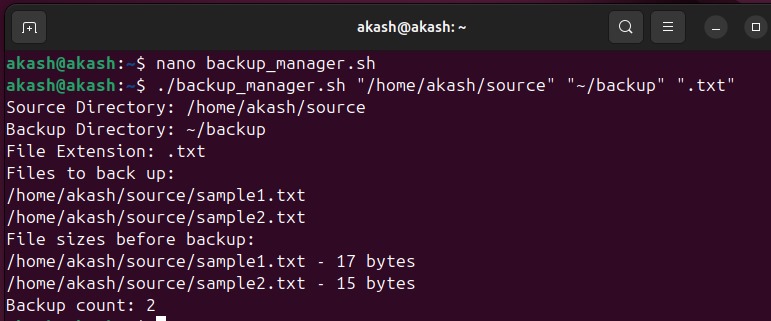 akash@akash: ~
akash@akash:~$ nano backup_manager.sh
akash@akash:~$ ./backup_manager.sh "/home/akash/source" "~/backup" ".txt"
Source Directory: /home/akash/source
Backup Directory: ~/backup
File Extension: .txt
Files to back up:
/home/akash/source/sample1.txt
/home/akash/source/sample2.txt
File sizes before backup:
/home/akash/source/sample1.txt - 17 bytes
/home/akash/source/sample2.txt - 15 bytes
Backup count: 2